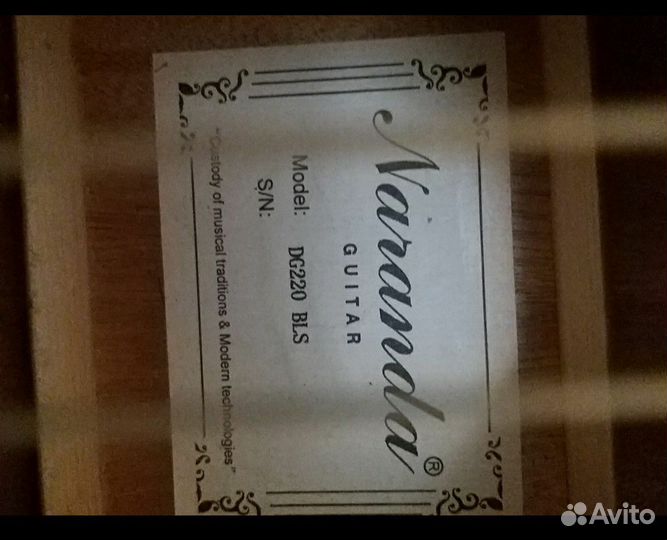 Naranda®
GUITAR
Model: DG220 BLS
S/N:
"Custody of musical traditions & Modern technologies"
Avito